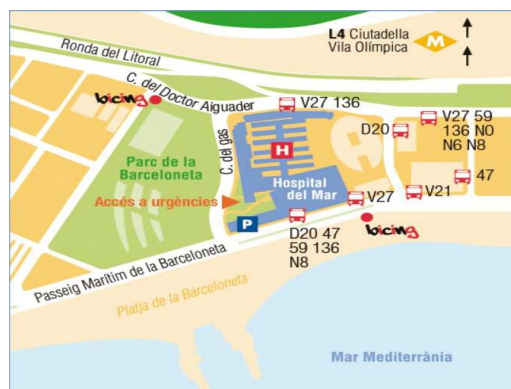 L4 Ciutadella
Vila Olímpica
M
Ronda del Litoral
C. del Doctor Aiguader
bicing
V27 136
V27 59
136 N0
N6 N8
D20
H
C. del gas
Parc de la
Barceloneta
Hospital
del Mar
Accés a urgències
P
V27
V21
47
D20 47
59 136
N8
bicing
Passeig Marítim de la Barceloneta
Platja de la Barceloneta
Mar Mediterrània